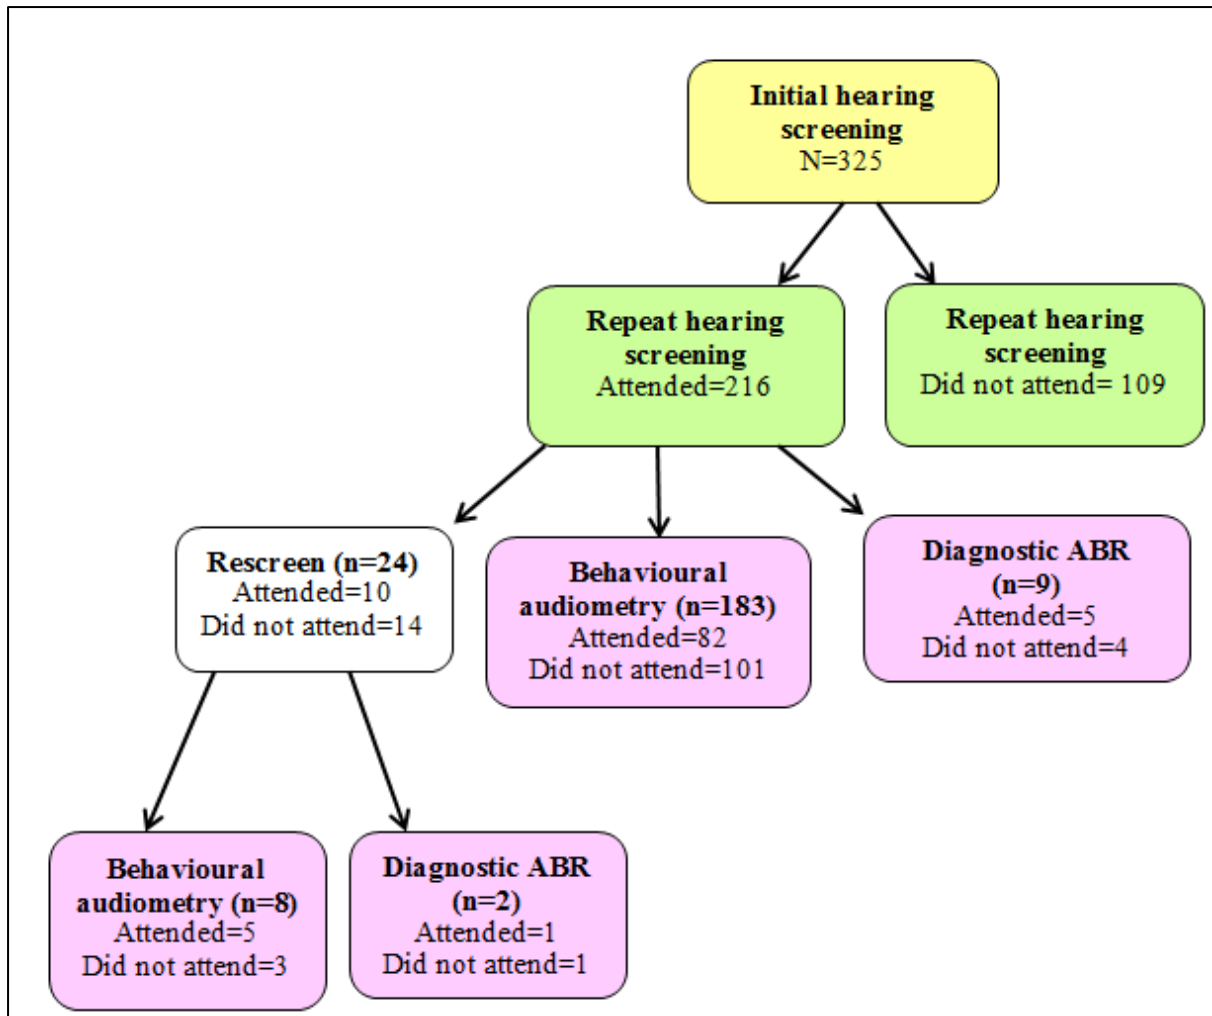 Initial hearing
screening
N=325
Repeat hearing
screening
Attended=216
Repeat hearing
screening
Did not attend= 109
Rescreen (n=24)
Attended=10
Did not attend=14
Behavioural
audiometry (n=183)
Attended=82
Did not attend=101
Diagnostic ABR
(n=9)
Attended=5
Did not attend=4
Behavioural
audiometry (n=8)
Attended=5
Did not attend=3
Diagnostic ABR
(n=2)
Attended=1
Did not attend=1